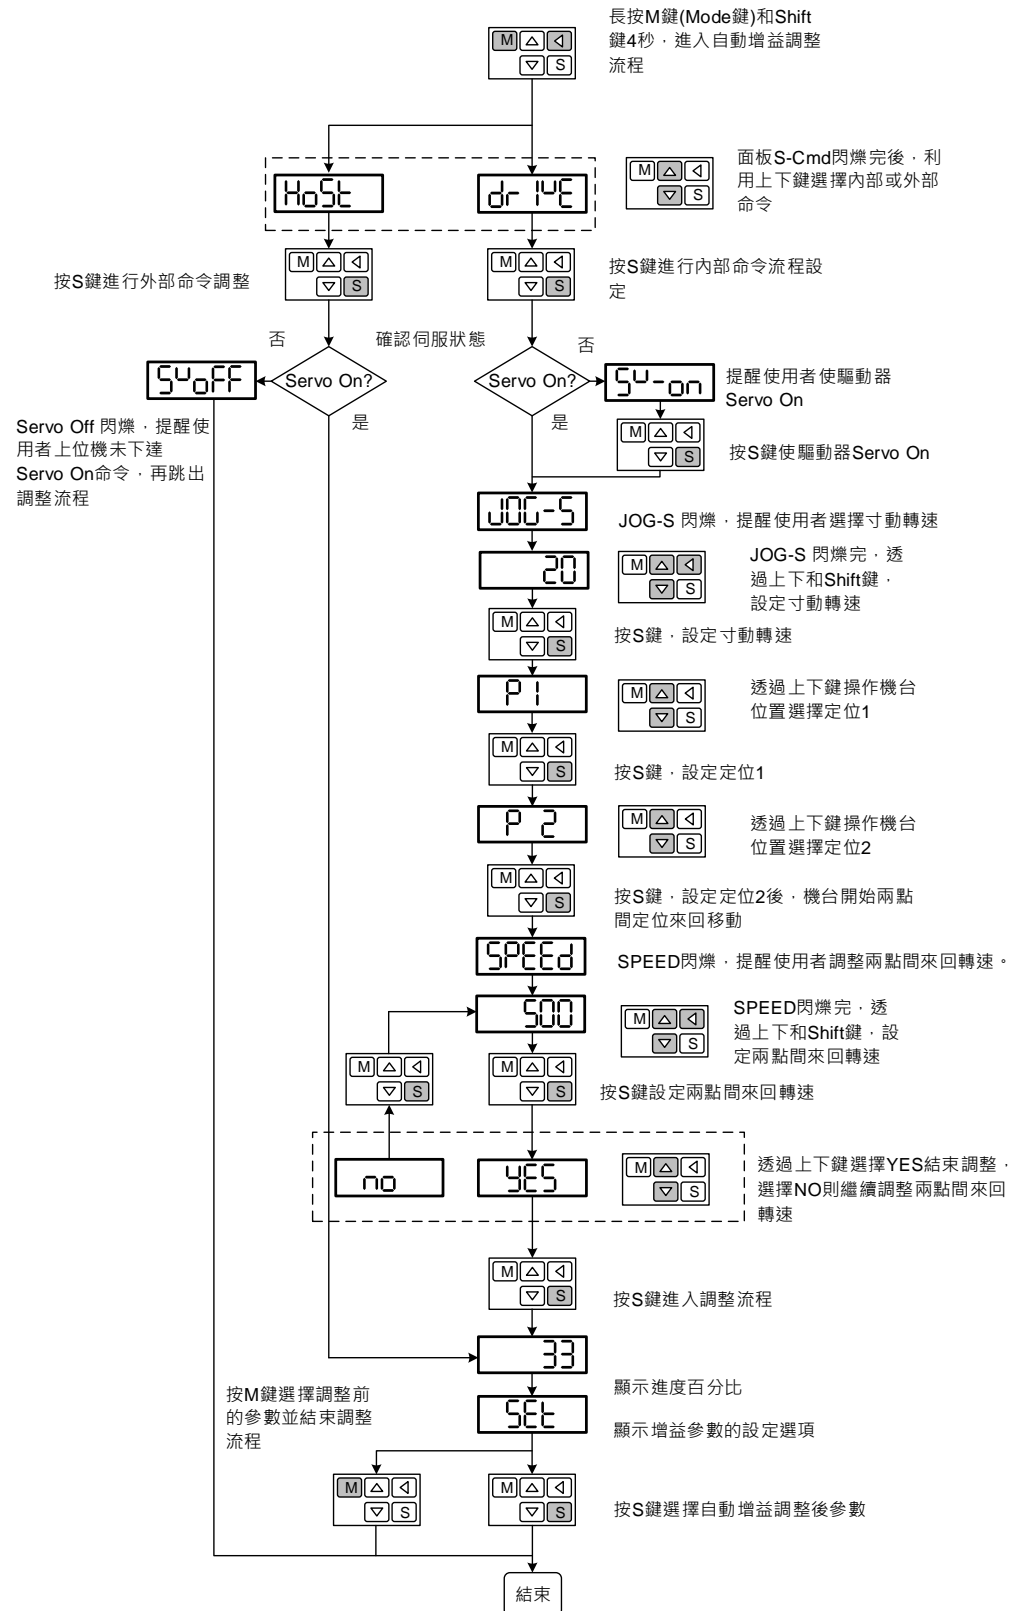 長按M鍵(Mode鍵)和Shift
鍵4秒，進入自動增益調整
流程
M S
面板S-Cmd閃爍完後，利
用上下鍵選擇內部或外部
命令
M S
HoSt
drIvE
M S
M S
按S鍵進行外部命令調整
按S鍵進行內部命令流程設
定
否
確認伺服狀態
否
SvoFF
Servo On?
Servo On?
Sv-on
提醒使用者使驅動器
Servo On
是
是
Servo Off 閃爍，提醒使
用者上位機未下達
Servo On命令，再跳出
調整流程
M S
按S鍵使驅動器Servo On
JOG-S
JOG-S 閃爍，提醒使用者選擇寸動轉速
20
M S
JOG-S 閃爍完，透
過上下和Shift鍵，
設定寸動轉速
M S
按S鍵，設定寸動轉速
P1
M S
透過上下鍵操作機台
位置選擇定位1
M S
按S鍵，設定定位1
P 2
M S
透過上下鍵操作機台
位置選擇定位2
M S
按S鍵，設定定位2後，機台開始兩點
間定位來回移動
SPEEd
SPEED閃爍，提醒使用者調整兩點間來回轉速。
500
M S
SPEED閃爍完，透
過上下和Shift鍵，設
定兩點間來回轉速
M S
M S
按S鍵設定兩點間來回轉速
no
YES
M S
透過上下鍵選擇YES結束調整，
選擇NO則繼續調整兩點間來回
轉速
M S
按S鍵進入調整流程
33
顯示進度百分比
按M鍵選擇調整前
的參數並結束調整
流程
SEt
顯示增益參數的設定選項
M S
M S
按S鍵選擇自動增益調整後參數
結束